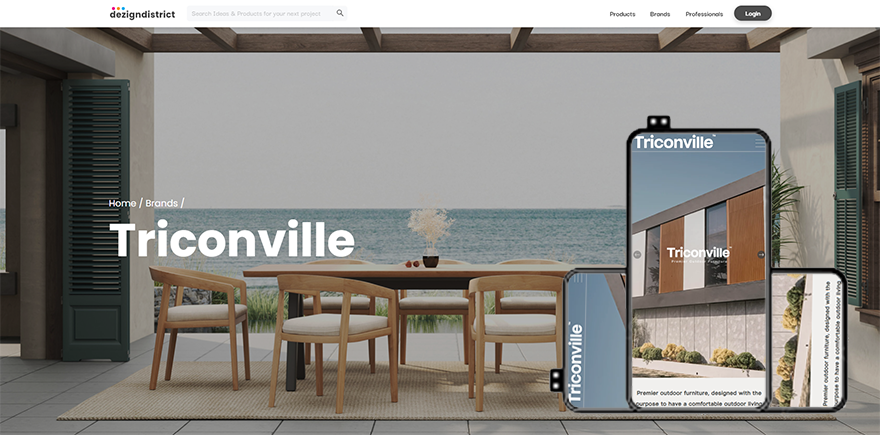 dezigndistrict
Search Ideas & Products for your next project
Products
Brands
Professionals
Login
Home / Brands /
Triconville
Triconville
Triconville
Premier Outdoor Furniture
Premier outdoor furniture, designed with the
purpose to have a comfortable outdoor living
Triconville
Premier outdoor furniture, designed with the
purpose to have a comfortable outdoor living